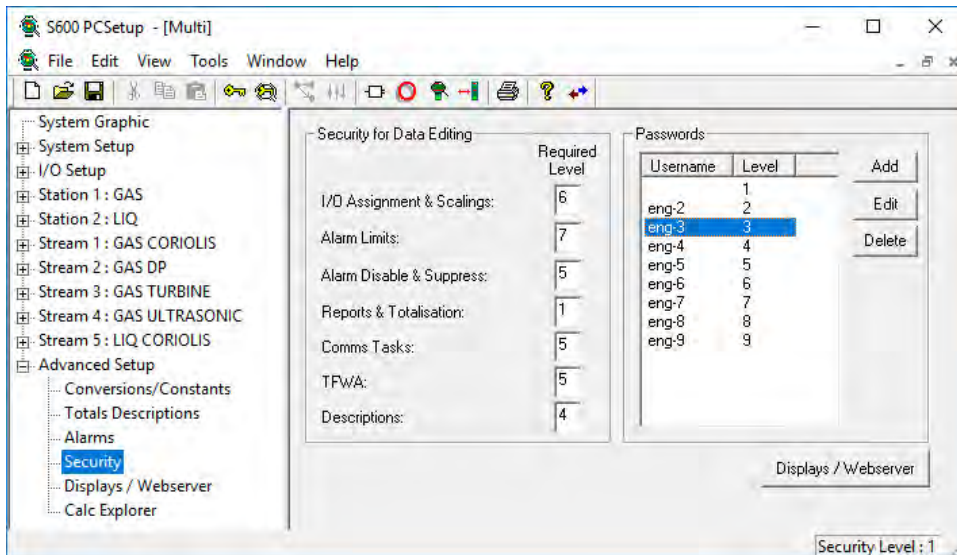 S600 PCSetup - [Multi]
File Edit View Tools Window Help
System Graphic
System Setup
I/O Setup
Station 1 : GAS
Station 2 : LIQ
Stream 1 : GAS CORIOLIS
Stream 2 : GAS DP
Stream 3 : GAS TURBINE
Stream 4 : GAS ULTRASONIC
Stream 5 : LIQ CORIOLIS
Advanced Setup
Conversions/Constants
Totals Descriptions
Alarms
Security
Displays / Webserver
Calc Explorer
Security for Data Editing
Required
Level
I/O Assignment & Scalings: 6
Alarm Limits: 7
Alarm Disable & Suppress: 5
Reports & Totalisation: 1
Comms Tasks: 5
TFWA: 5
Descriptions: 4
Passwords
Username Level
1
eng-2 2
eng-3 3
eng-4 4
eng-5 5
eng-6 6
eng-7 7
eng-8 8
eng-9 9
Add
Edit
Delete
Displays / Webserver
Security Level : 1